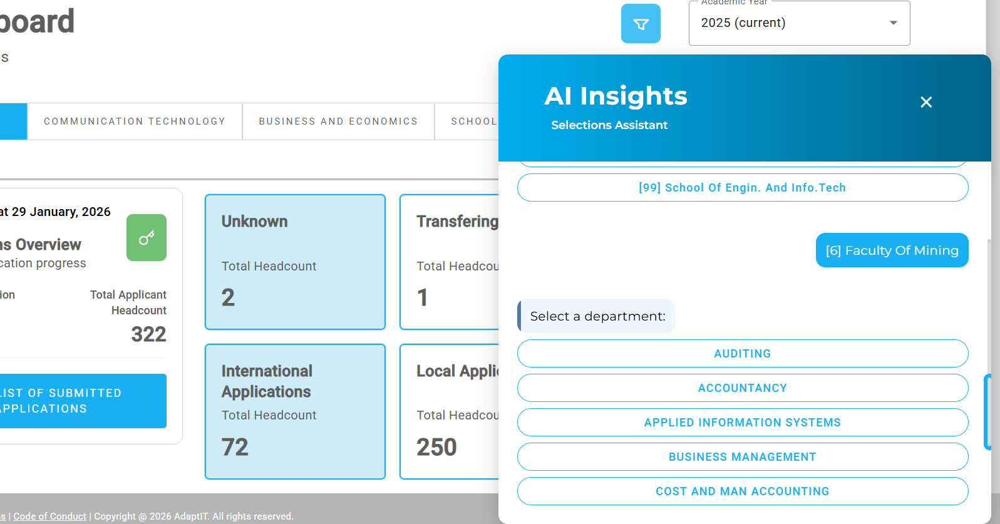 board
s
Academic Year
2025 (current)
COMMUNICATION TECHNOLOGY
BUSINESS AND ECONOMICS
SCHOOL
at 29 January, 2026
ns Overview
cation progress
ion
Total Applicant
Headcount
322
LIST OF SUBMITTED
APPLICATIONS
Unknown
Total Headcount
2
Transfering
Total Headcou
1
International
Applications
Total Headcount
72
Local Applic
Total Headcou
250
AI Insights
Selections Assistant
[99] School Of Engin. And Info.Tech
[6] Faculty Of Mining
Select a department:
AUDITING
ACCOUNTANCY
APPLIED INFORMATION SYSTEMS
BUSINESS MANAGEMENT
COST AND MAN ACCOUNTING
ns | Code of Conduct | Copyright @ 2026 AdaptIT. All rights reserved.